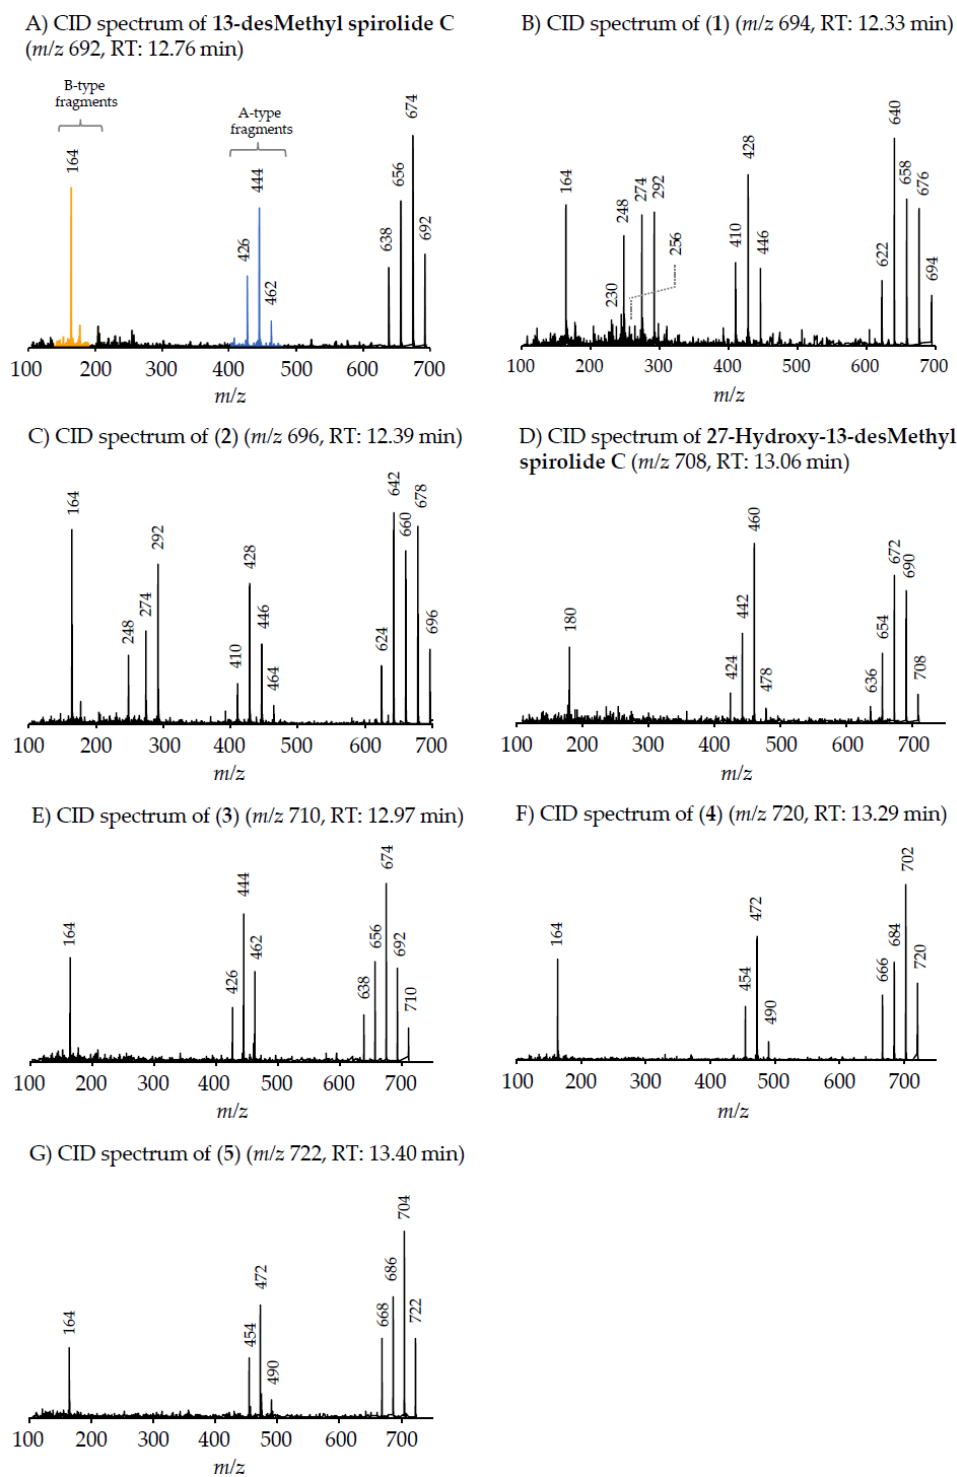 A) CID spectrum of 13-desMethyl spirolide C
(m/z 692, RT: 12.76 min)
B-type
fragments
A-type
fragments
164
426
444
462
638
656
674
692
100 200 300 400 500 600 700
m/z
B) CID spectrum of (1) (m/z 694, RT: 12.33 min)
164
230
248
256
274
292
410
428
446
622
640
658
676
694
100 200 300 400 500 600 700
m/z
C) CID spectrum of (2) (m/z 696, RT: 12.39 min)
164
248
274
292
410
428
446
464
624
642
660
678
696
100 200 300 400 500 600 700
m/z
D) CID spectrum of 27-Hydroxy-13-desMethyl
spirolide C (m/z 708, RT: 13.06 min)
180
424
442
460
478
636
654
672
690
708
100 200 300 400 500 600 700
m/z
E) CID spectrum of (3) (m/z 710, RT: 12.97 min)
164
426
444
462
638
656
674
692
710
100 200 300 400 500 600 700
m/z
F) CID spectrum of (4) (m/z 720, RT: 13.29 min)
164
454
472
490
666
684
702
720
100 200 300 400 500 600 700
m/z
G) CID spectrum of (5) (m/z 722, RT: 13.40 min)
164
454
472
490
668
686
704
722
100 200 300 400 500 600 700
m/z